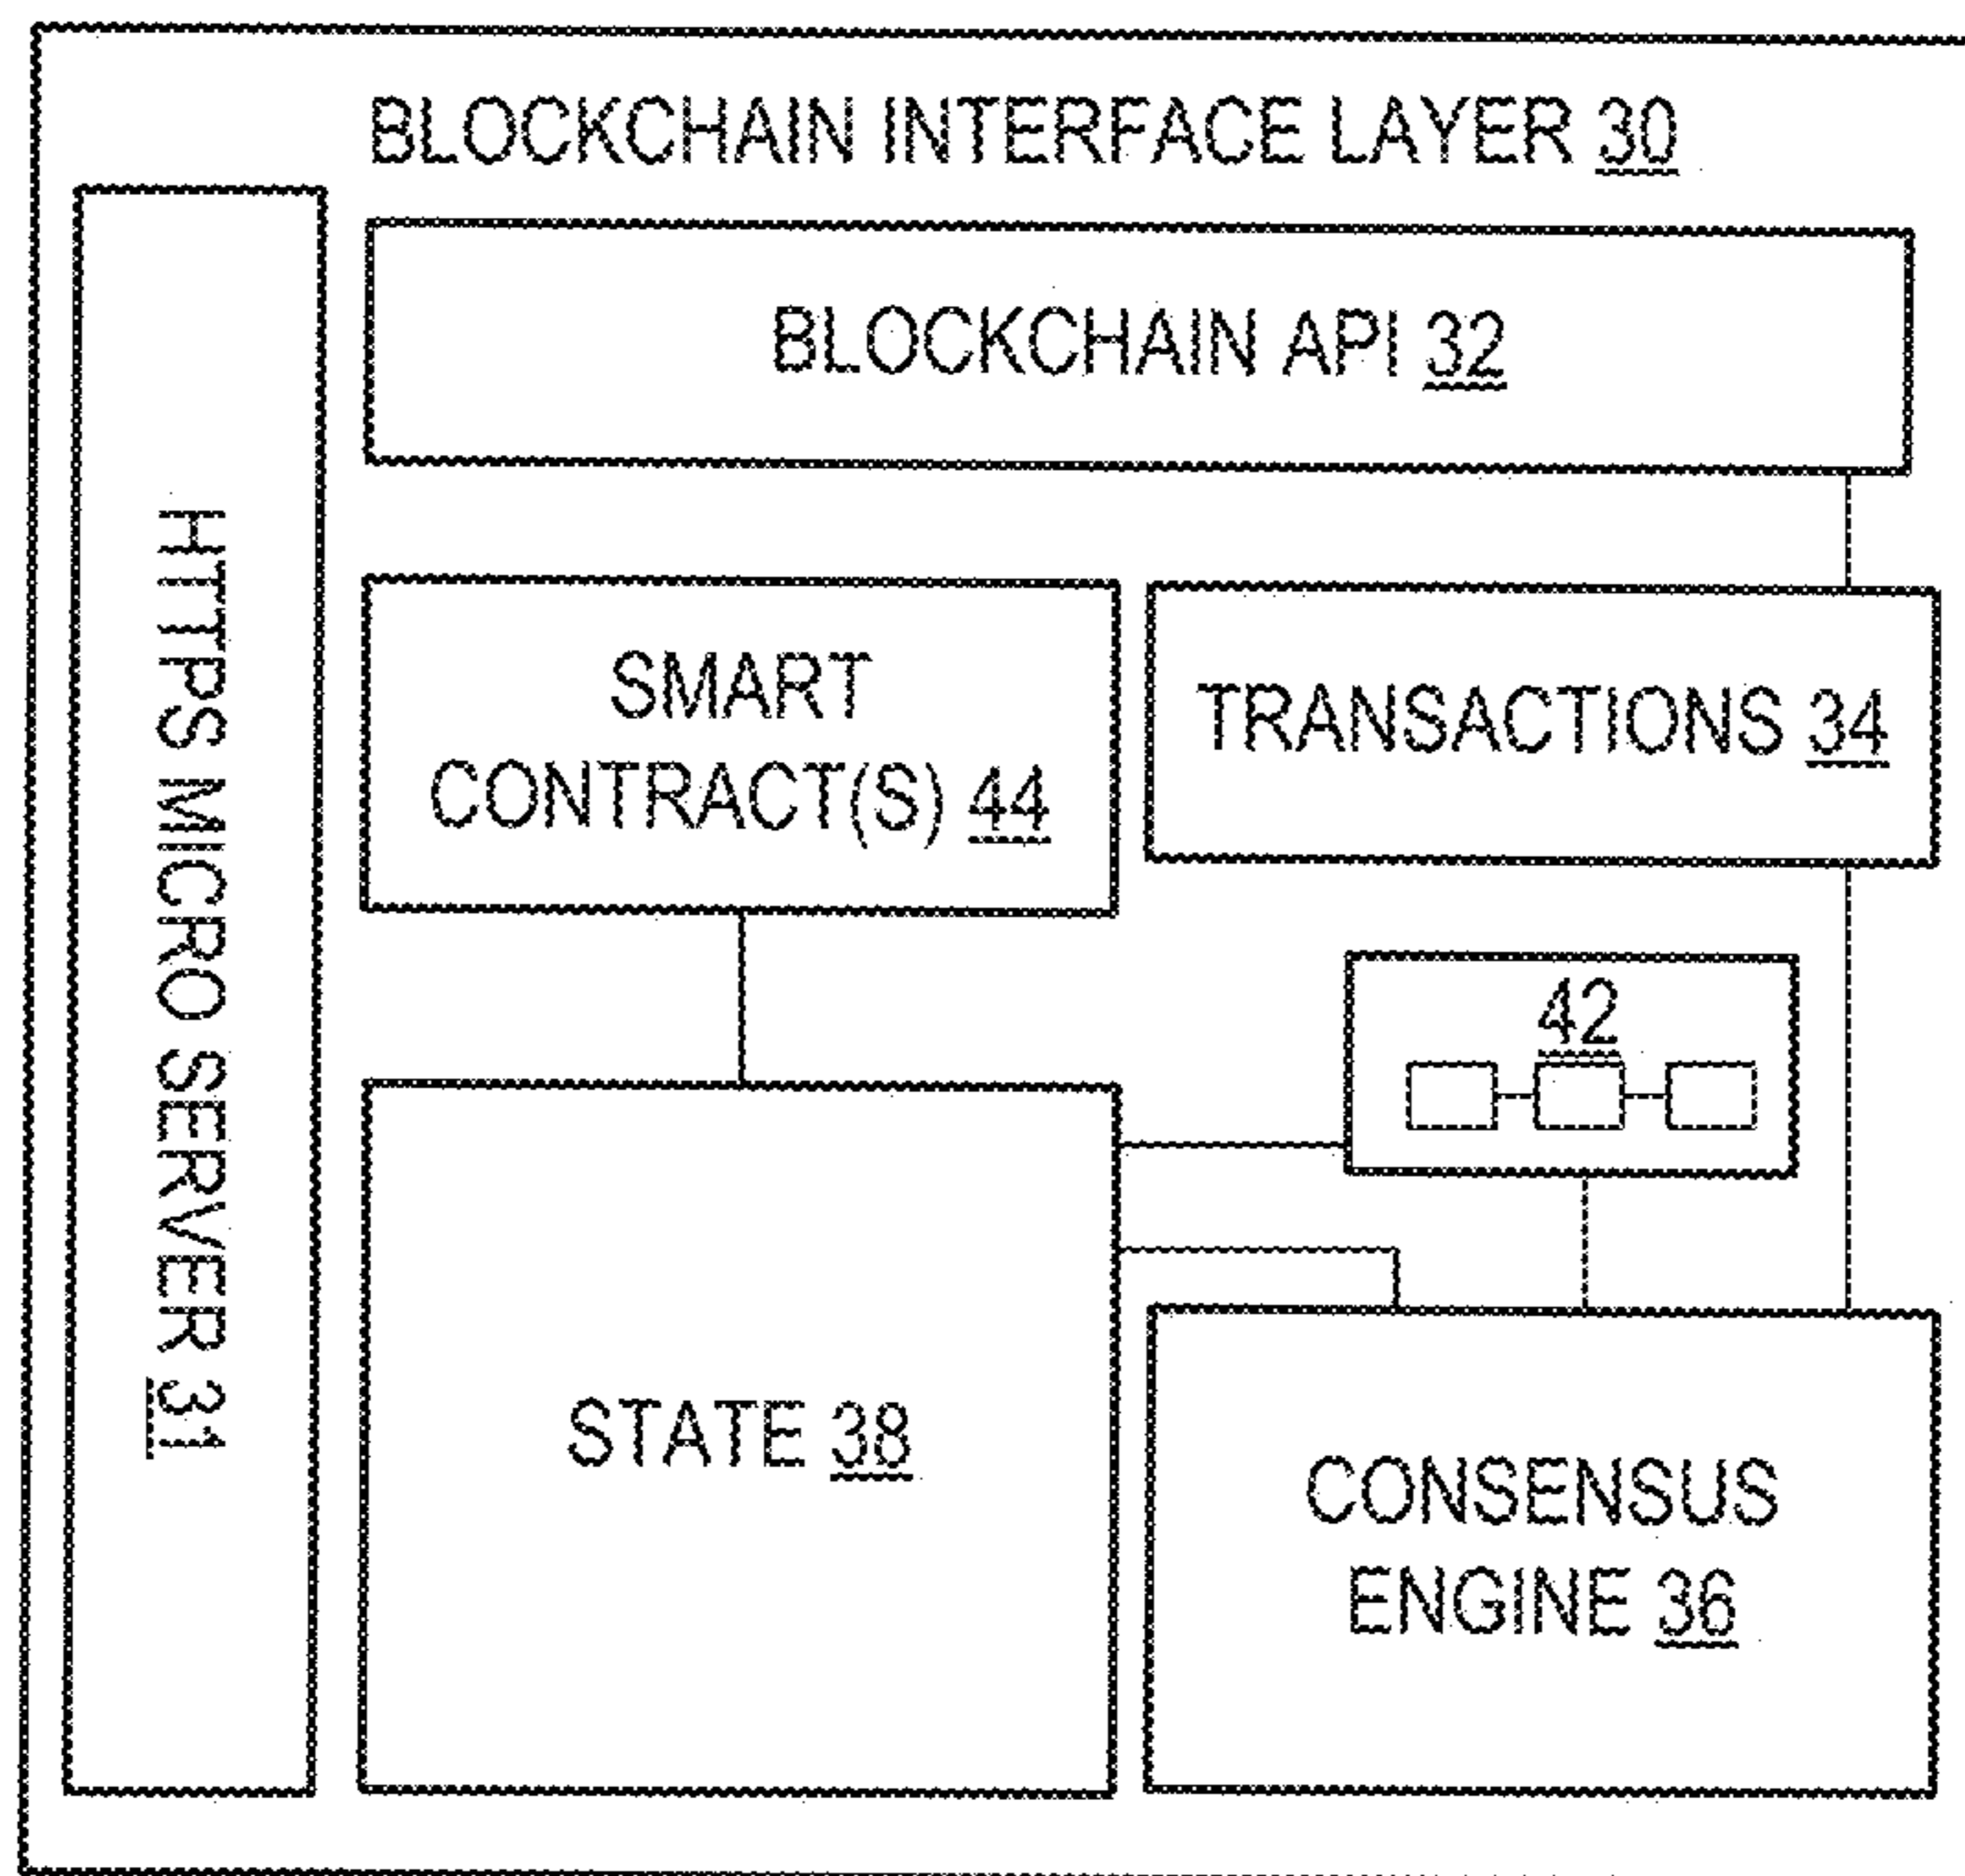 BLOCKCHAIN INTERFACE LAYER 30
BLOCKCHAIN API 32
HTTPS MICRO SERVER 31
SMART
CONTRACT(S) 44
TRANSACTIONS 34
42
STATE 38
CONSENSUS
ENGINE 36